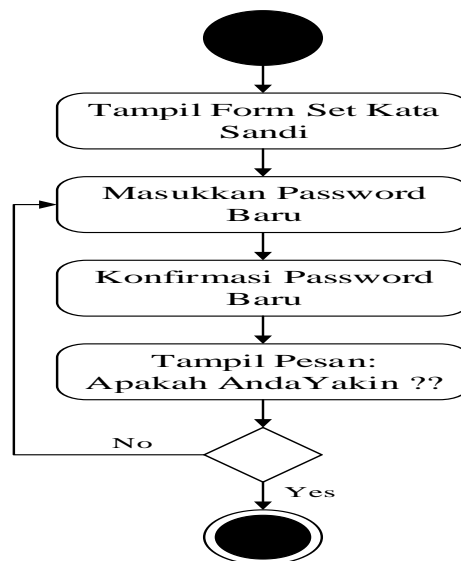 Tampil Form Set Kata
Sandi
Masukkan Password
Baru
Konfirmasi Password
Baru
Tampil Pesan:
Apakah AndaYakin ??
No
Yes